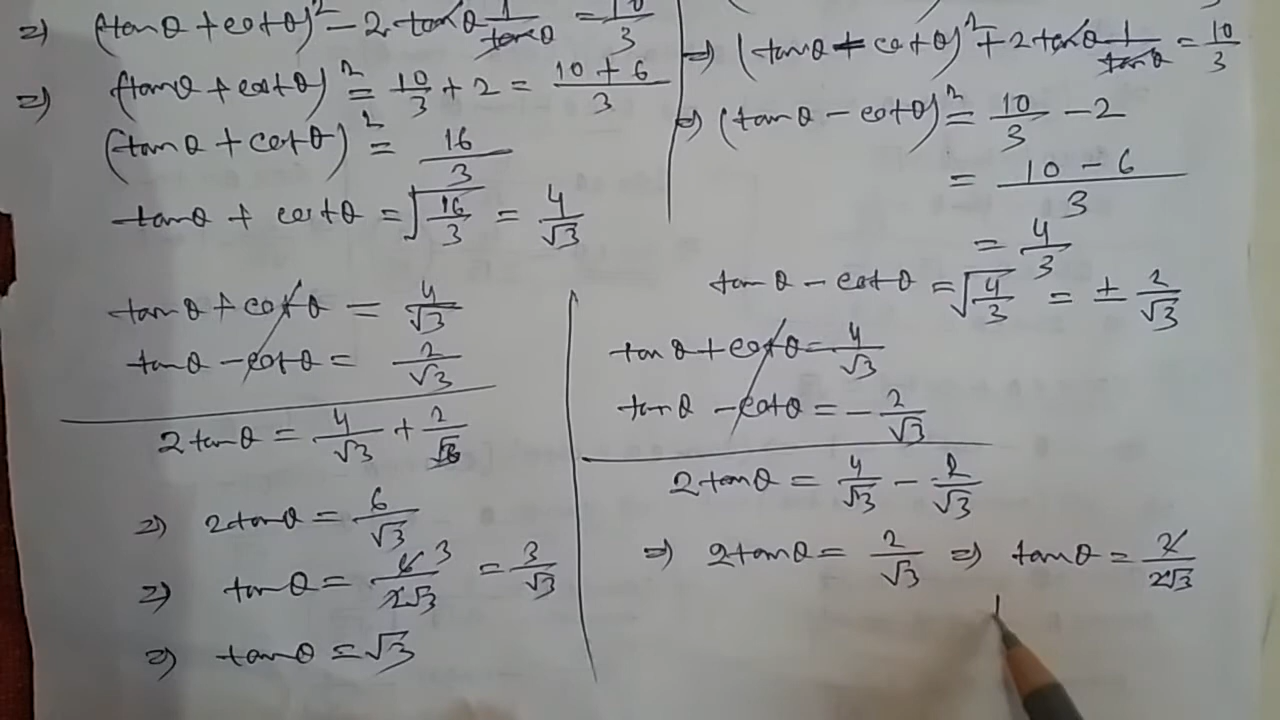 ⇒ (tanθ + cotθ)² − 2 tanθ 1/tanθ = 10/3
⇒ (tanθ + cotθ)² = 10/3 + 2 = (10 + 6)/3
(tanθ + cotθ)² = 16/3
tanθ + cotθ = √(16/3) = 4/√3
tanθ + cotθ = 4/√3
tanθ − cotθ = 2/√3
2 tanθ = 4/√3 + 2/√3
⇒ 2 tanθ = 6/√3
⇒ tanθ = 6 3/2√3 = 3/√3
⇒ tanθ = √3
⇒ (tanθ − cotθ)² + 2 tanθ 1/tanθ = 10/3
⇒ (tanθ − cotθ)² = 10/3 − 2
= (10 − 6)/3
= 4/3
tanθ − cotθ = √(4/3) = ± 2/√3
tanθ + cotθ = 4/√3
tanθ − cotθ = − 2/√3
2 tanθ = 4/√3 − 2/√3
⇒ 2 tanθ = 2/√3 ⇒ tanθ = 2/2√3